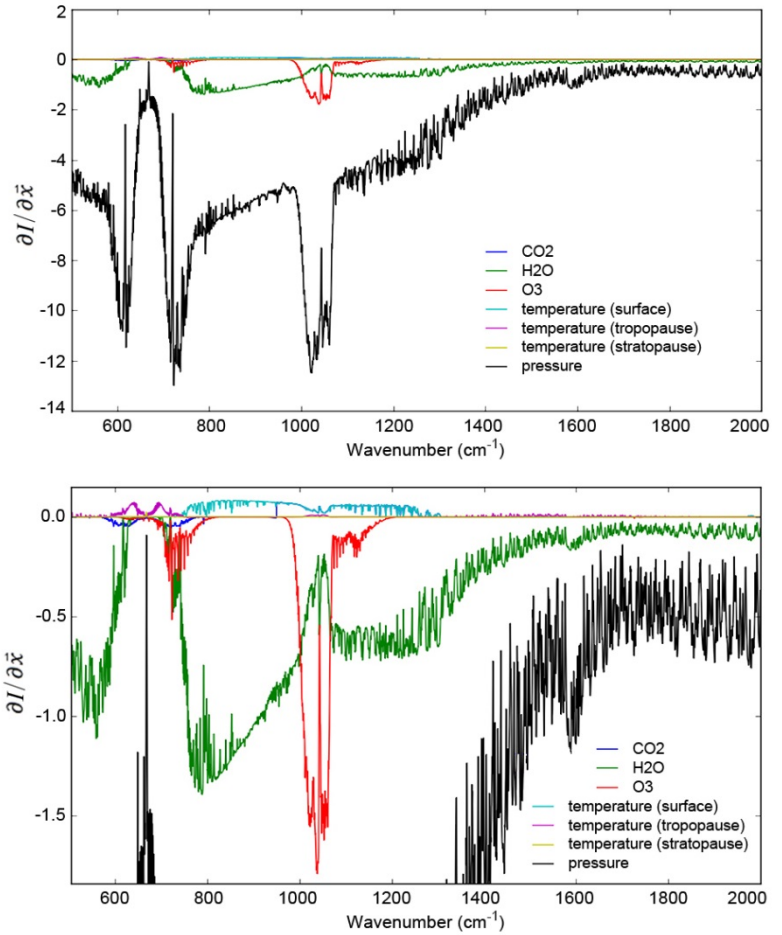 2
0
-2
-4
-6
-8
-10
-12
-14
∂I/∂x⃗
CO2
H2O
O3
temperature (surface)
temperature (tropopause)
temperature (stratopause)
pressure
600 800 1000 1200 1400 1600 1800 2000
Wavenumber (cm⁻¹)
0.0
-0.5
-1.0
-1.5
∂I/∂x⃗
CO2
H2O
O3
temperature (surface)
temperature (tropopause)
temperature (stratopause)
pressure
600 800 1000 1200 1400 1600 1800 2000
Wavenumber (cm⁻¹)